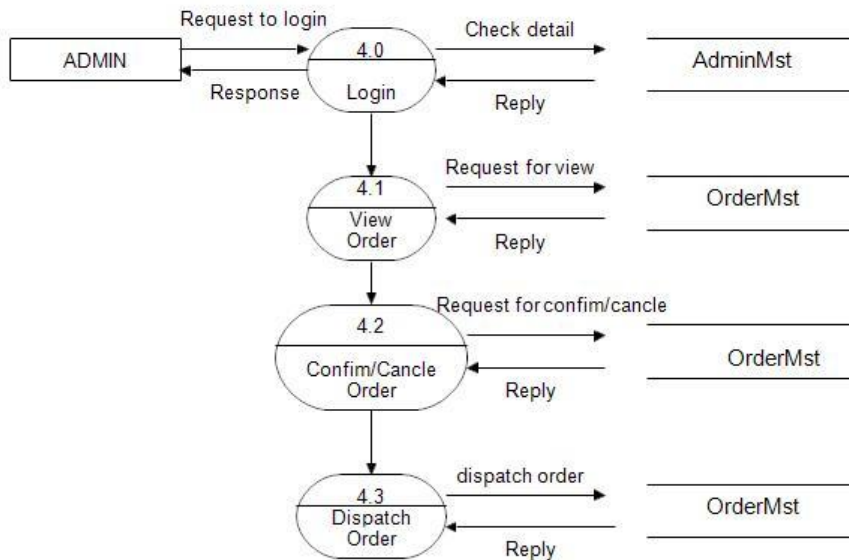 Request to login
4.0
Check detail
ADMIN
AdminMst
Response
Login
Reply
Request for view
4.1
OrderMst
View
Order
Reply
Request for confim/cancle
4.2
OrderMst
Confim/Cancle
Order
Reply
dispatch order
4.3
OrderMst
Dispatch
Order
Reply